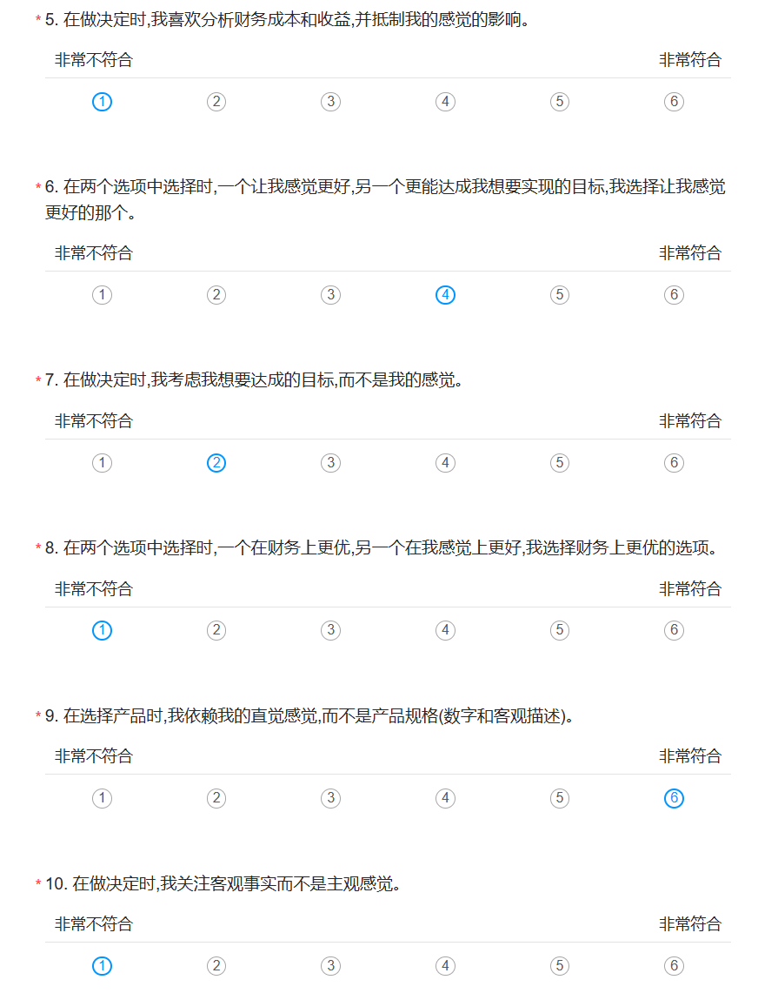 * 5. 在做决定时,我喜欢分析财务成本和收益,并抵制我的感觉的影响。
非常不符合 非常符合
1 2 3 4 5 6
* 6. 在两个选项中选择时,一个让我感觉更好,另一个更能达成我想要实现的目标,我选择让我感觉
更好的那个。
非常不符合 非常符合
1 2 3 4 5 6
* 7. 在做决定时,我考虑我想要达成的目标,而不是我的感觉。
非常不符合 非常符合
1 2 3 4 5 6
* 8. 在两个选项中选择时,一个在财务上更优,另一个在我感觉上更好,我选择财务上更优的选项。
非常不符合 非常符合
1 2 3 4 5 6
* 9. 在选择产品时,我依赖我的直觉感觉,而不是产品规格(数字和客观描述)。
非常不符合 非常符合
1 2 3 4 5 6
* 10. 在做决定时,我关注客观事实而不是主观感觉。
非常不符合 非常符合
1 2 3 4 5 6